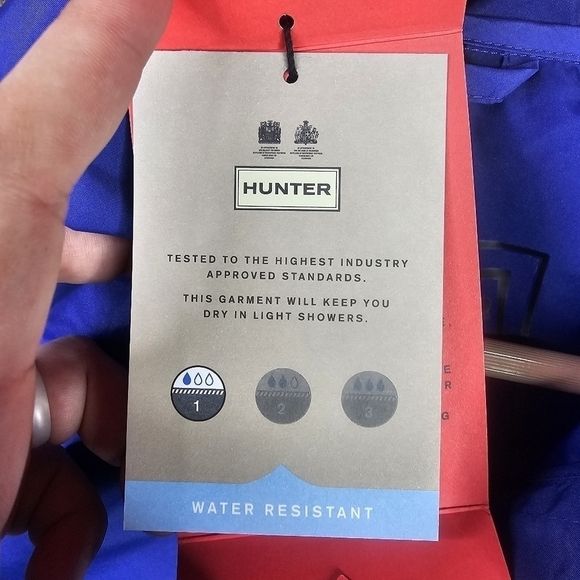 HUNTER
TESTED TO THE HIGHEST INDUSTRY
APPROVED STANDARDS.
THIS GARMENT WILL KEEP YOU
DRY IN LIGHT SHOWERS.
1 2 3
WATER RESISTANT
E,
E
R
G